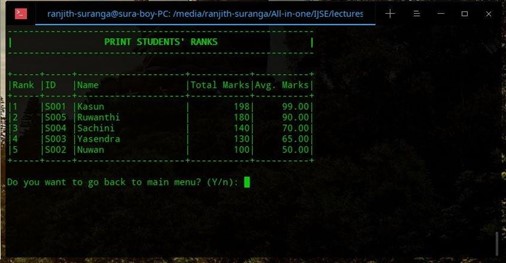 ranjith-suranga@sura-boy-PC: /media/ranjith-suranga/All-in-one/IJSE/lectures
PRINT STUDENTS' RANKS
|Rank |ID |Name |Total Marks|Avg. Marks|
|1 |S001 |Kasun | 198| 99.00|
|2 |S005 |Ruwanthi | 180| 90.00|
|3 |S004 |Sachini | 140| 70.00|
|4 |S003 |Yasendra | 130| 65.00|
|5 |S002 |Nuwan | 100| 50.00|
Do you want to go back to main menu? (Y/n):